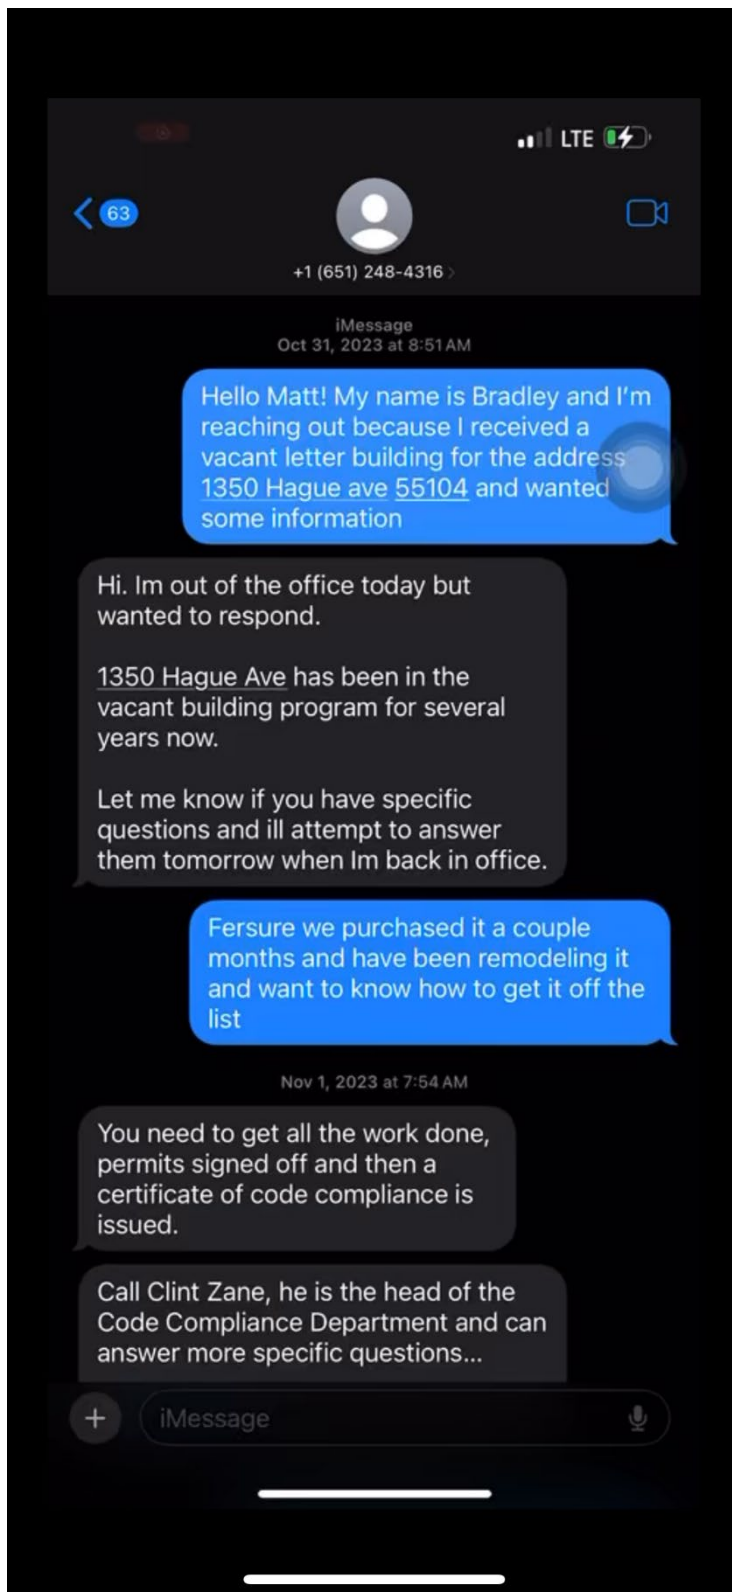 LTE
63
+1 (651) 248-4316
iMessage
Oct 31, 2023 at 8:51 AM
Hello Matt! My name is Bradley and I'm
reaching out because I received a
vacant letter building for the address
1350 Hague ave 55104 and wanted
some information
Hi. Im out of the office today but
wanted to respond.
1350 Hague Ave has been in the
vacant building program for several
years now.
Let me know if you have specific
questions and ill attempt to answer
them tomorrow when Im back in office.
Fersure we purchased it a couple
months and have been remodeling it
and want to know how to get it off the
list
Nov 1, 2023 at 7:54 AM
You need to get all the work done,
permits signed off and then a
certificate of code compliance is
issued.
Call Clint Zane, he is the head of the
Code Compliance Department and can
answer more specific questions...
iMessage